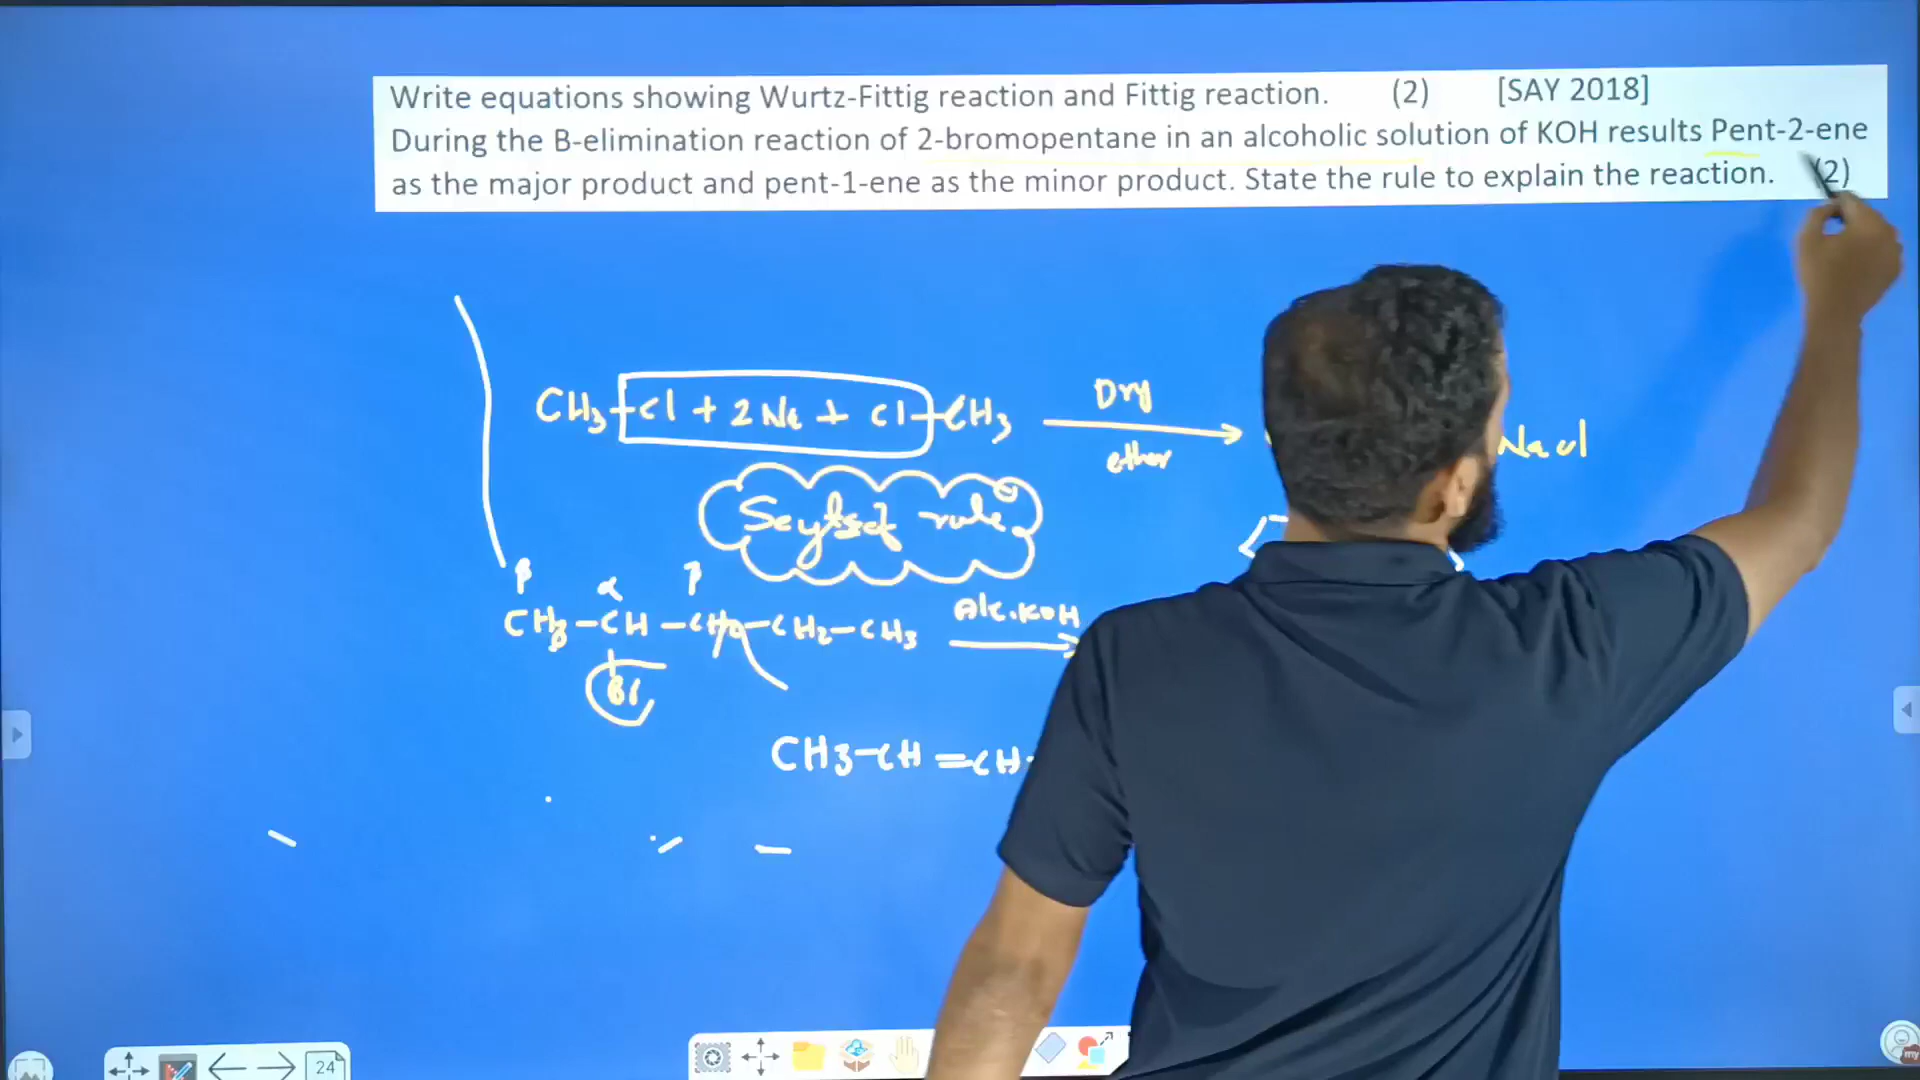 Write equations showing Wurtz-Fittig reaction and Fittig reaction. (2) [SAY 2018]
During the B-elimination reaction of 2-bromopentane in an alcoholic solution of KOH results Pent-2-ene
as the major product and pent-1-ene as the minor product. State the rule to explain the reaction. (2)
CH3-Cl + 2Na + Cl-CH3
Dry
ether
NaCl
rule
β α β
CH3-CH-CH2-CH2-CH3
Alc.KOH
Br
CH3-CH=CH-
24
my